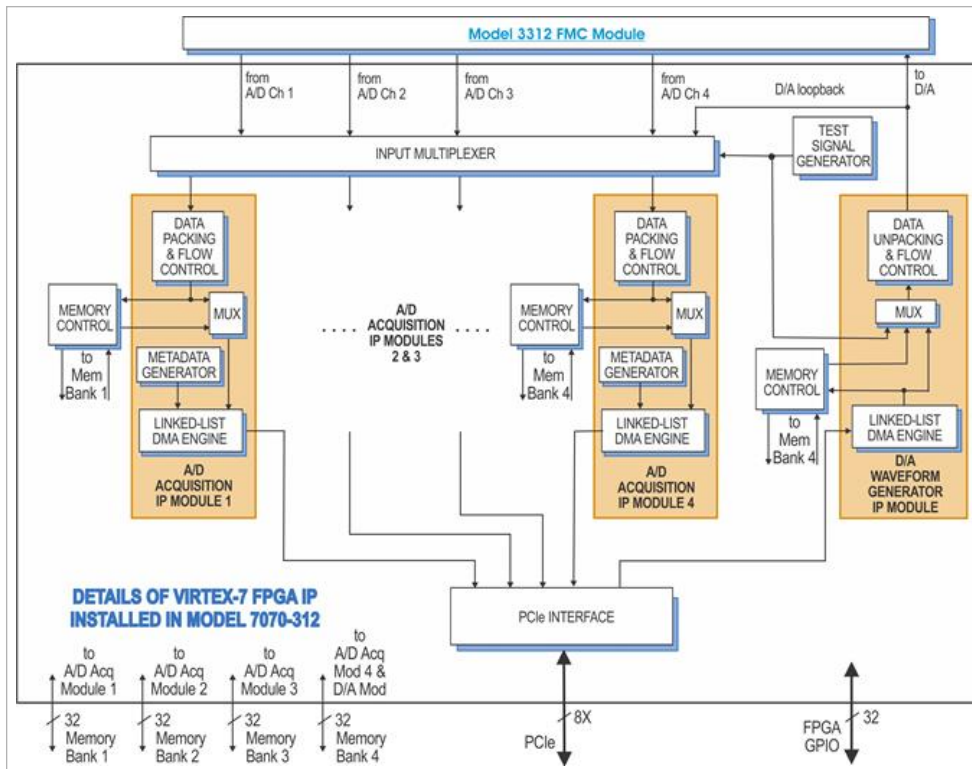 Model 3312 FMC Module
from
A/D Ch 1
from
A/D Ch 2
from
A/D Ch 3
from
A/D Ch 4
D/A loopback
to
D/A
INPUT MULTIPLEXER
TEST
SIGNAL
GENERATOR
DATA
PACKING
& FLOW
CONTROL
MEMORY
CONTROL
MUX
to
Mem
Bank 1
METADATA
GENERATOR
LINKED-LIST
DMA ENGINE
A/D
ACQUISITION
IP MODULE 1
. . . . .
A/D
ACQUISITION
IP MODULES
2 & 3
. . . . .
DATA
PACKING
& FLOW
CONTROL
MEMORY
CONTROL
MUX
to
Mem
Bank 4
METADATA
GENERATOR
LINKED-LIST
DMA ENGINE
A/D
ACQUISITION
IP MODULE 4
DATA
UNPACKING
& FLOW
CONTROL
MUX
MEMORY
CONTROL
to
Mem
Bank 4
LINKED-LIST
DMA ENGINE
D/A
WAVEFORM
GENERATOR
IP MODULE
DETAILS OF VIRTEX-7 FPGA IP
INSTALLED IN MODEL 7070-312
PCIe INTERFACE
to
A/D Acq
Module 1
to
A/D Acq
Module 2
to
A/D Acq
Module 3
to
A/D Acq
Mod 4 &
D/A Mod
32
Memory
Bank 1
32
Memory
Bank 2
32
Memory
Bank 3
32
Memory
Bank 4
8X
PCIe
32
FPGA
GPIO